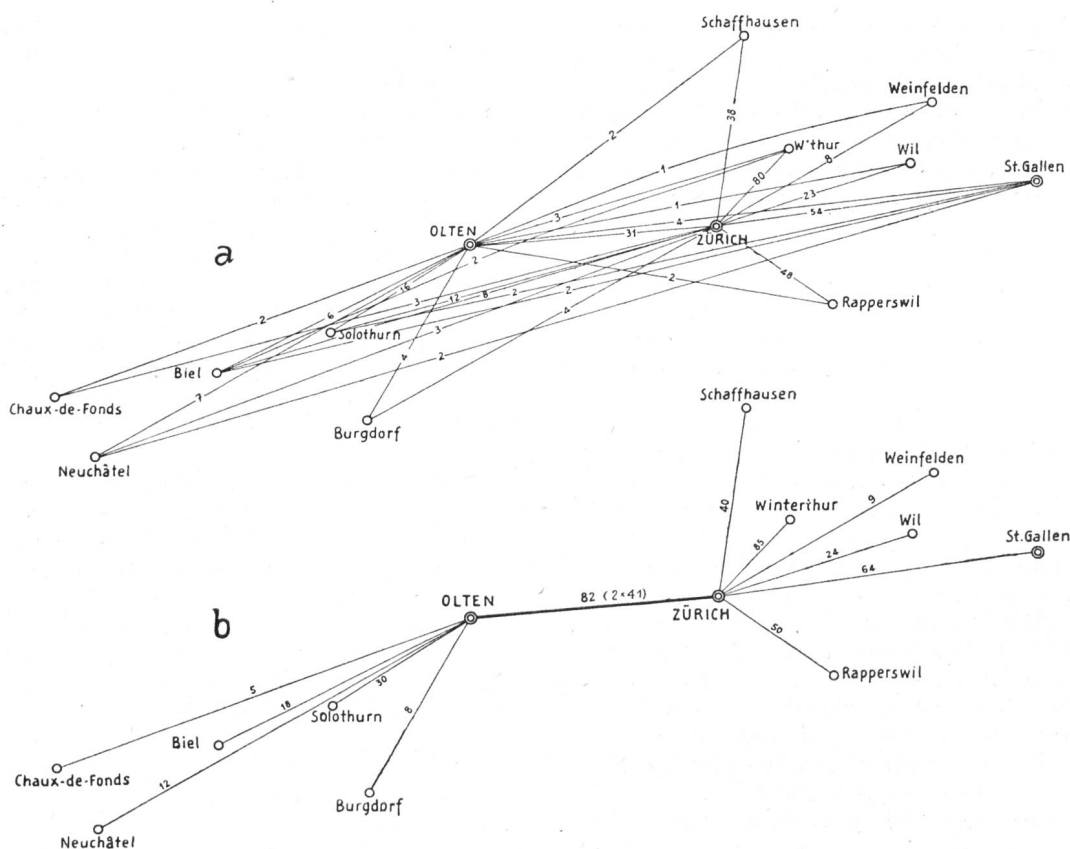 Schaffhausen
Weinfelden
38
2
W'thur
Wil
8
St.Gallen
1
80
23
3
1
4
54
OLTEN
31
ZÜRICH
a
2
16
2
48
3
12
8
2
2
Rapperswil
2
6
Solothurn
4
3
4
2
Biel
7
Chaux-de-Fonds
Burgdorf
Neuchâtel
Schaffhausen
Weinfelden
40
9
Winterthur
Wil
85
24
St.Gallen
64
82 (2×41)
OLTEN
ZÜRICH
b
50
Rapperswil
5
30
18
Solothurn
8
Biel
12
Chaux-de-Fonds
Burgdorf
Neuchâtel